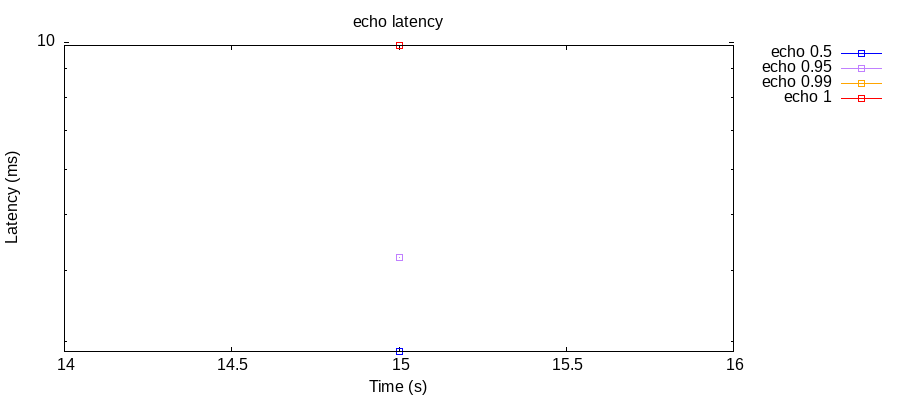 echo latency
10
echo 0.5
echo 0.95
echo 0.99
echo 1
Latency (ms)
14
14.5
15
15.5
16
Time (s)